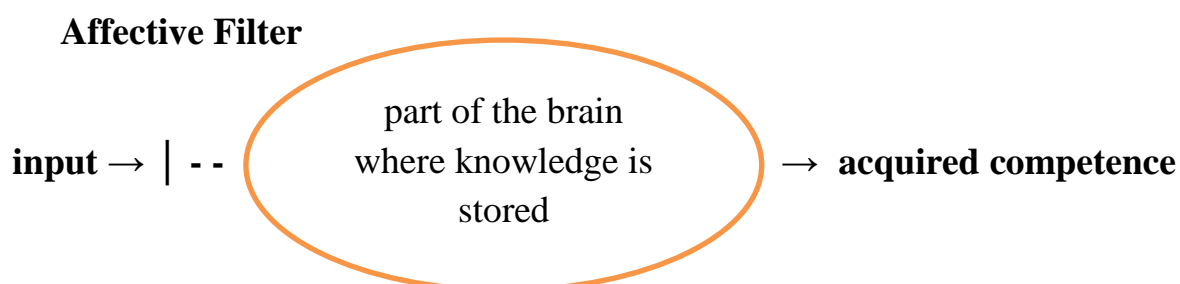 Affective Filter
part of the brain
where knowledge is
stored
input → | - -
→ acquired competence